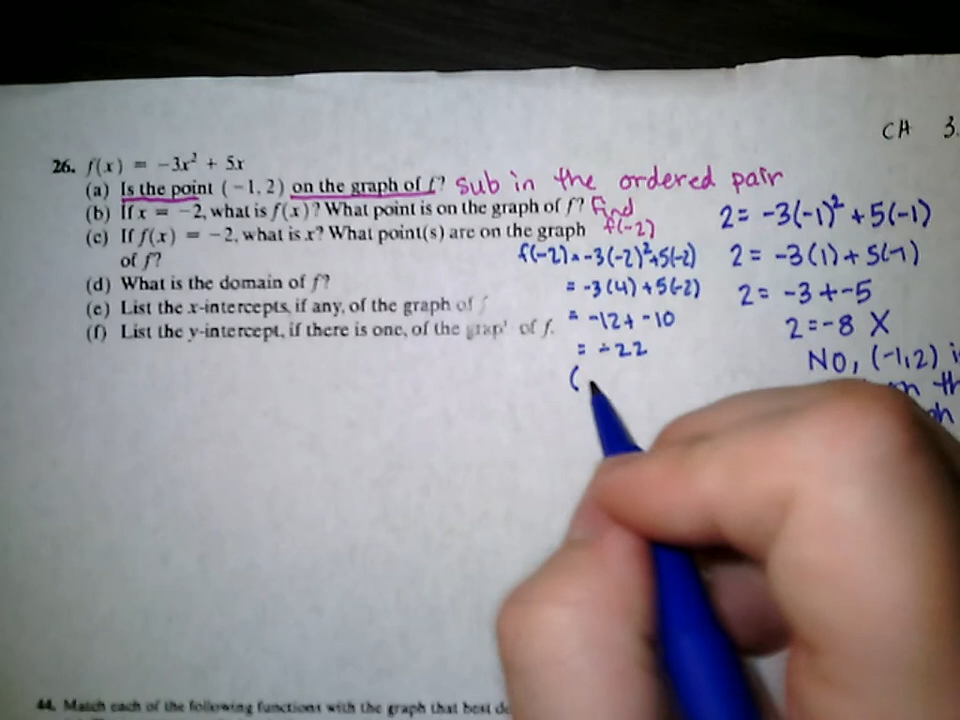 CH 3.
26. f(x) = −3x² + 5x
(a) Is the point (−1, 2) on the graph of f? Sub in the ordered pair
(b) If x = −2, what is f(x)? What point is on the graph of f? Find
f(-2)
(c) If f(x) = −2, what is x? What point(s) are on the graph
of f?
(d) What is the domain of f?
(e) List the x-intercepts, if any, of the graph of f
(f) List the y-intercept, if there is one, of the graph of f.
f(-2) = -3(-2)²+5(-2)
= -3(4)+5(-2)
= -12+ -10
= -22
(
2 = -3(-1)² + 5(-1)
2 = -3(1) + 5(-1)
2 = -3 + -5
2 = -8 X
NO, (-1,2) i
th
44. Match each of the following functions with the graph that best de